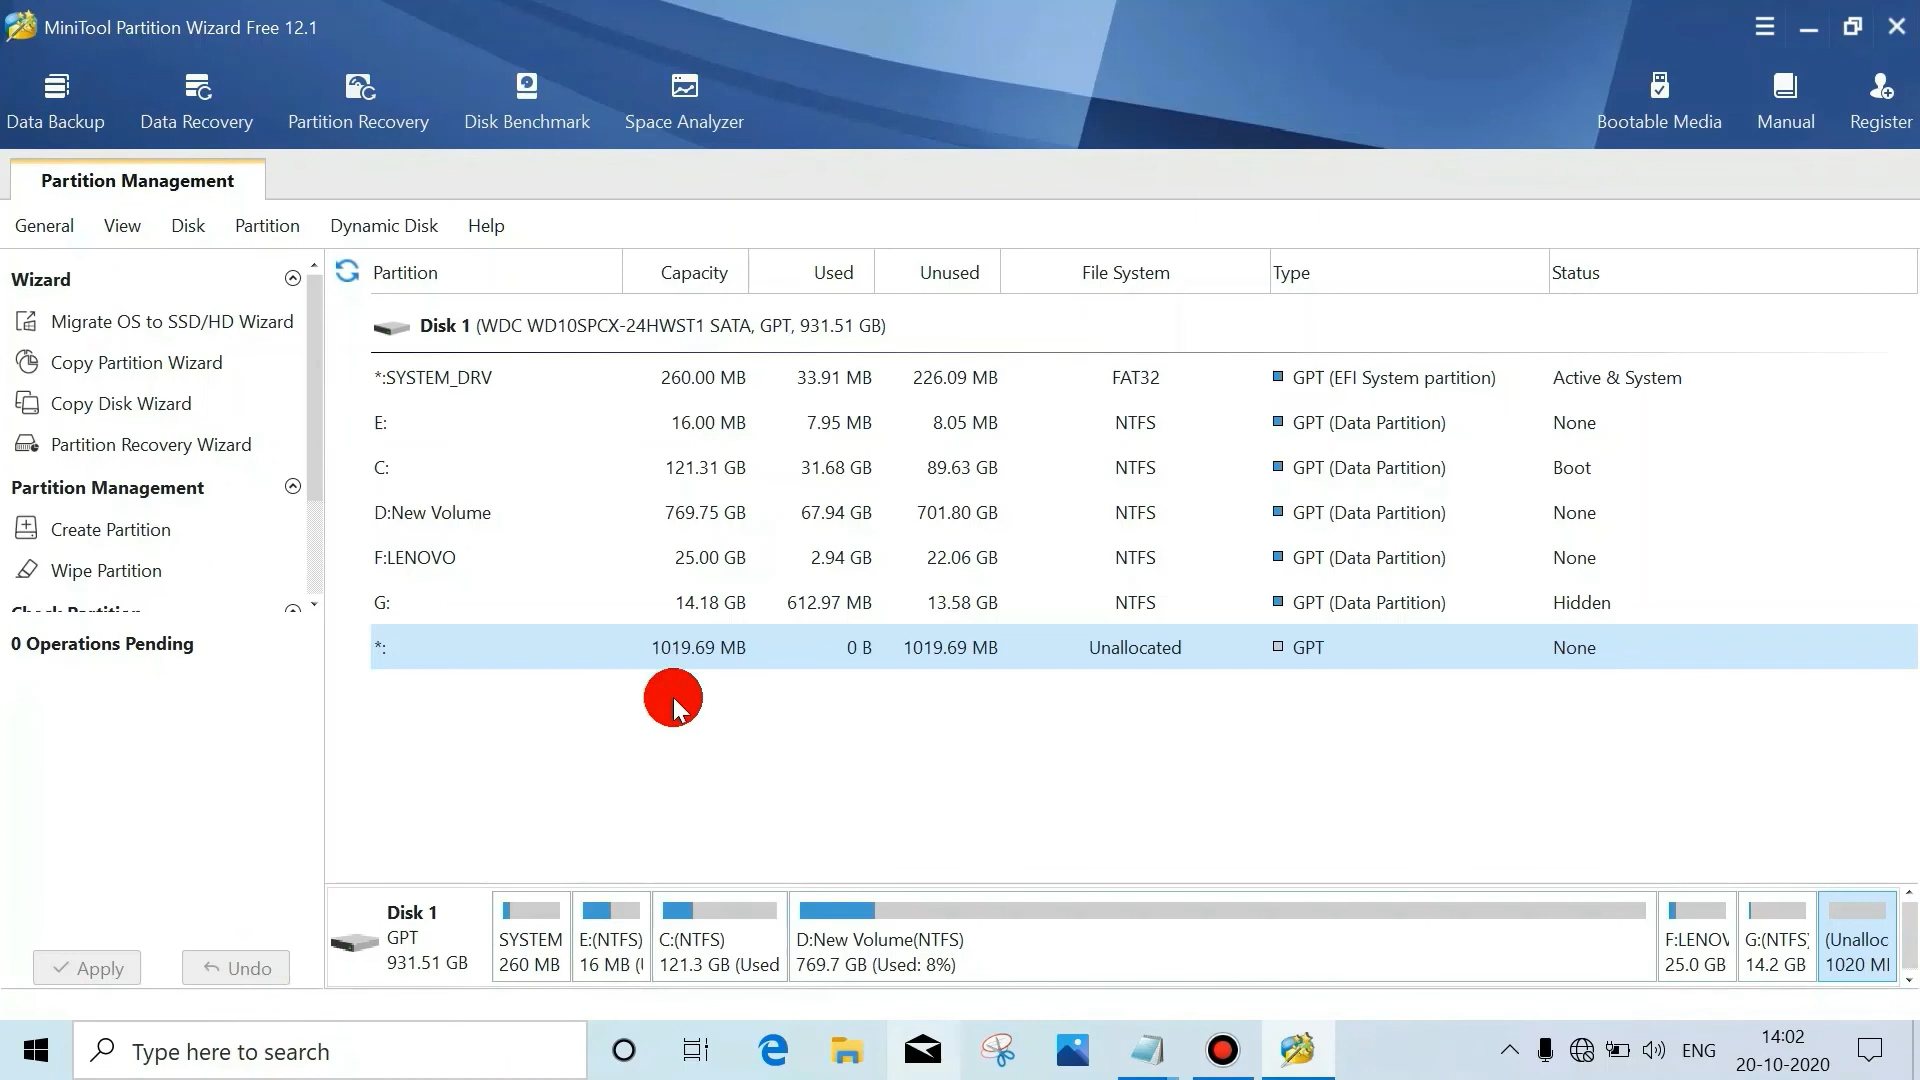 MiniTool Partition Wizard Free 12.1
Data Backup
Data Recovery
Partition Recovery
Disk Benchmark
Space Analyzer
Bootable Media
Manual
Register
Partition Management
General View Disk Partition Dynamic Disk Help
Wizard
Migrate OS to SSD/HD Wizard
Copy Partition Wizard
Copy Disk Wizard
Partition Recovery Wizard
Partition Management
Create Partition
Wipe Partition
Check Partition
0 Operations Pending
Apply Undo
Partition Capacity Used Unused File System Type Status
Disk 1 (WDC WD10SPCX-24HWST1 SATA, GPT, 931.51 GB)
*:SYSTEM_DRV 260.00 MB 33.91 MB 226.09 MB FAT32 GPT (EFI System partition) Active & System
E: 16.00 MB 7.95 MB 8.05 MB NTFS GPT (Data Partition) None
C: 121.31 GB 31.68 GB 89.63 GB NTFS GPT (Data Partition) Boot
D:New Volume 769.75 GB 67.94 GB 701.80 GB NTFS GPT (Data Partition) None
F:LENOVO 25.00 GB 2.94 GB 22.06 GB NTFS GPT (Data Partition) None
G: 14.18 GB 612.97 MB 13.58 GB NTFS GPT (Data Partition) Hidden
*: 1019.69 MB 0 B 1019.69 MB Unallocated GPT None
Disk 1
GPT
931.51 GB
SYSTEM
260 MB
E:(NTFS)
16 MB (
C:(NTFS)
121.3 GB (Used
D:New Volume(NTFS)
769.7 GB (Used: 8%)
F:LENOV
25.0 GB
G:(NTFS)
14.2 GB
(Unalloc
1020 MI
Type here to search
ENG
14:02
20-10-2020